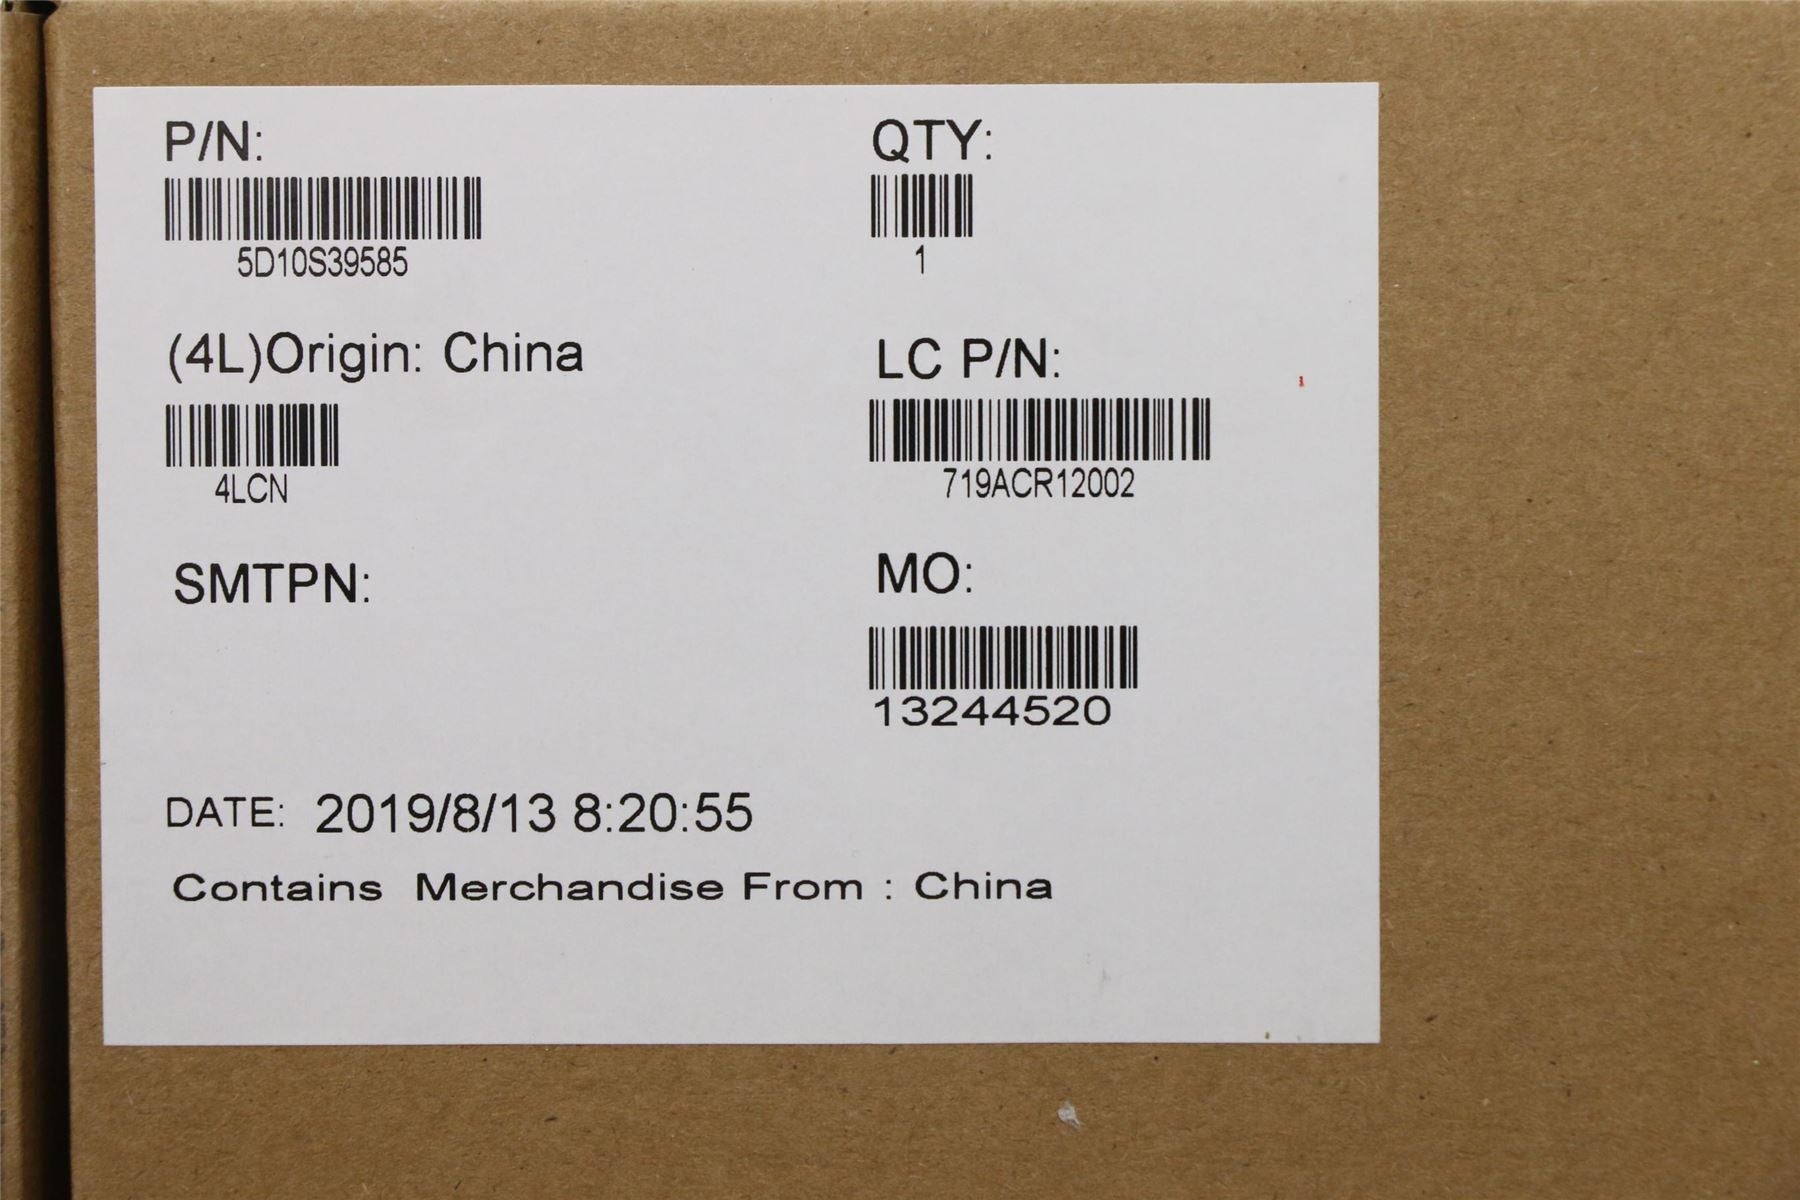 P/N:
5D10S39585
QTY:
1
(4L)Origin: China
4LCN
LC P/N:
719ACR12002
SMTPN:
MO:
13244520
DATE: 2019/8/13 8:20:55
Contains Merchandise From : China